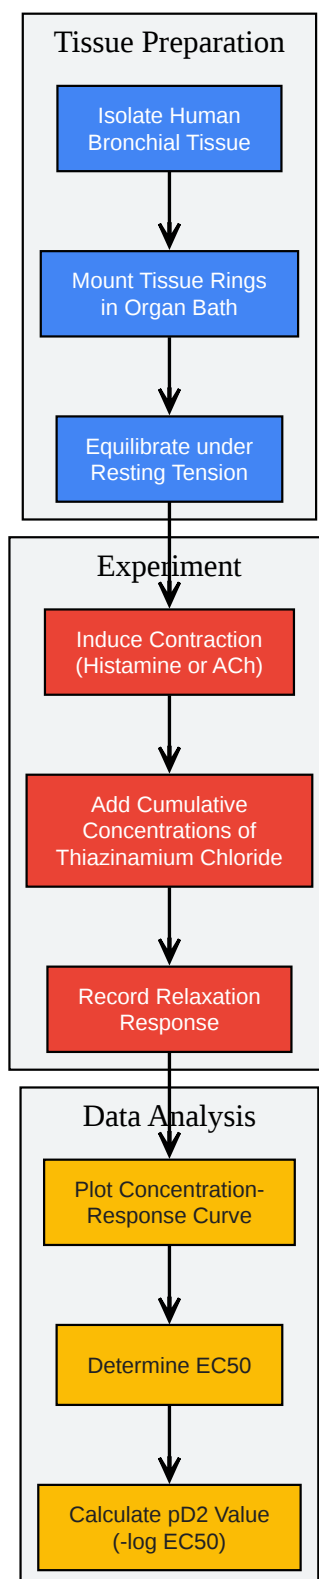 Tissue Preparation
Isolate Human
Bronchial Tissue
Mount Tissue Rings
in Organ Bath
Equilibrate under
Resting Tension
Experiment
Induce Contraction
(Histamine or ACh)
Add Cumulative
Concentrations of
Thiazinamium Chloride
Record Relaxation
Response
Data Analysis
Plot Concentration-
Response Curve
Determine EC50
Calculate pD2 Value
(-log EC50)